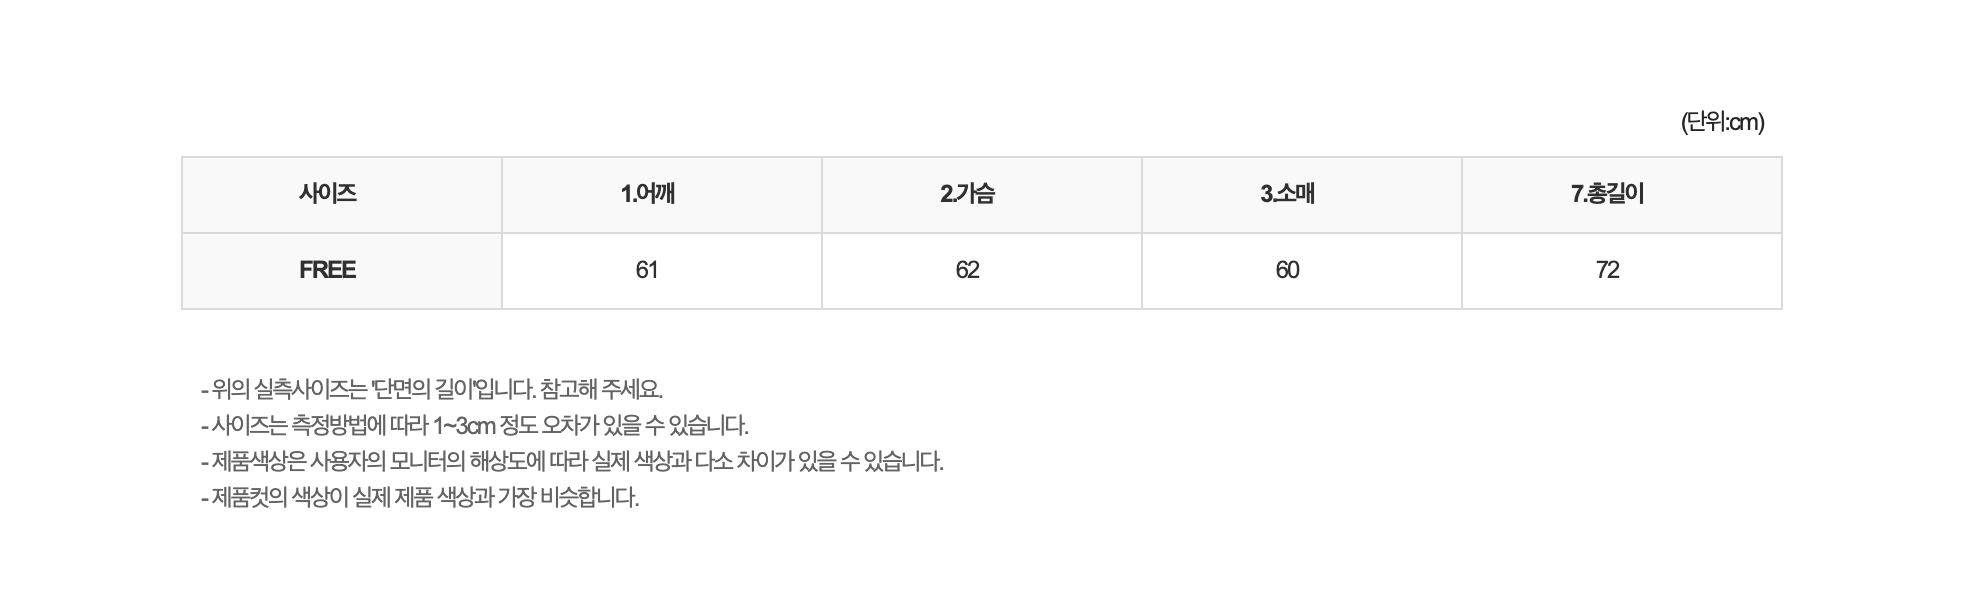 (단위:cm)
사이즈 1.어깨 2.가슴 3.소매 7.총길이
FREE 61 62 60 72
- 위의 실측사이즈는 '단면의 길이'입니다. 참고해 주세요.
- 사이즈는 측정방법에 따라 1~3cm 정도 오차가 있을 수 있습니다.
- 제품색상은 사용자의 모니터의 해상도에 따라 실제 색상과 다소 차이가 있을 수 있습니다.
- 제품컷의 색상이 실제 제품 색상과 가장 비슷합니다.